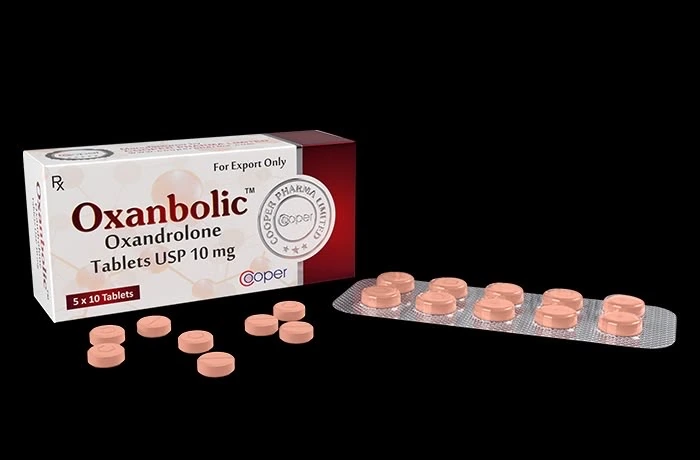 For Export Only
Rx
Oxanbolic™
Oxandrolone
Tablets USP 10 mg
COOPER PHARMA LIMITED
Cooper
Cooper
5 x 10 Tablets
Oxanbolic